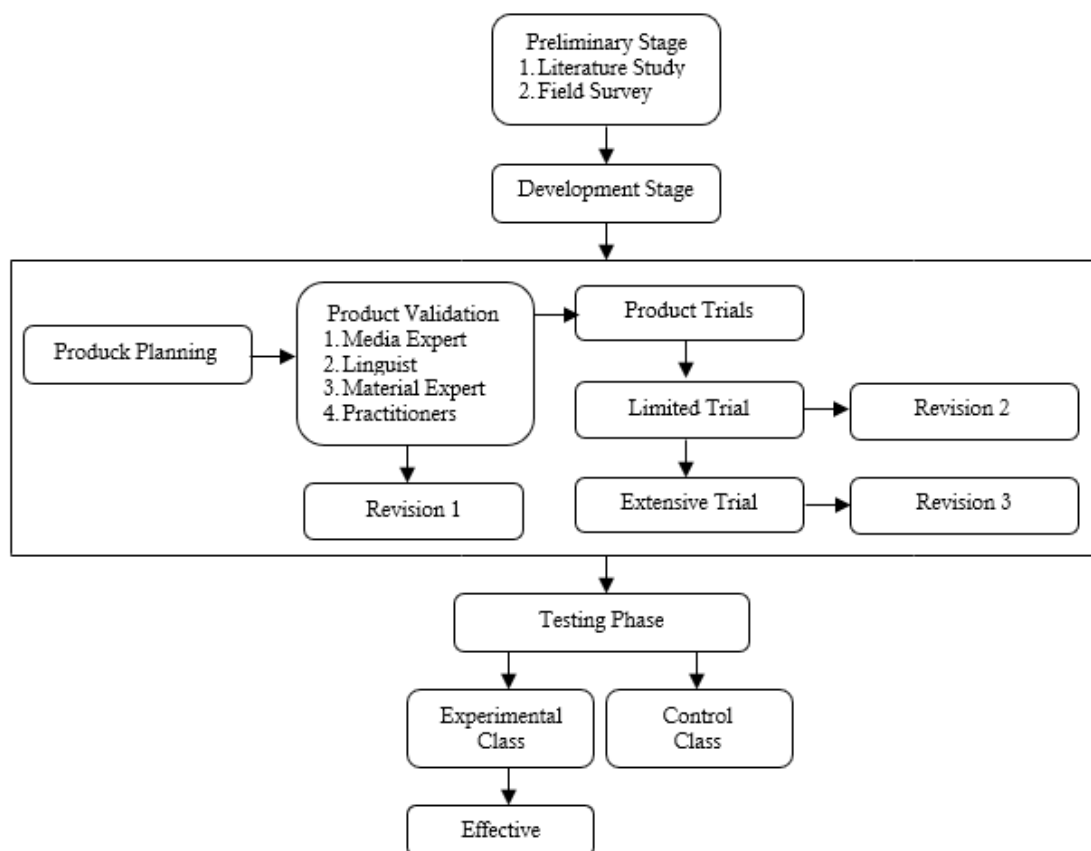 Preliminary Stage
1. Literature Study
2. Field Survey
Development Stage
Produck Planning
Product Validation
1. Media Expert
2. Linguist
3. Material Expert
4. Practitioners
Revision 1
Product Trials
Limited Trial
Revision 2
Extensive Trial
Revision 3
Testing Phase
Experimental
Class
Control
Class
Effective